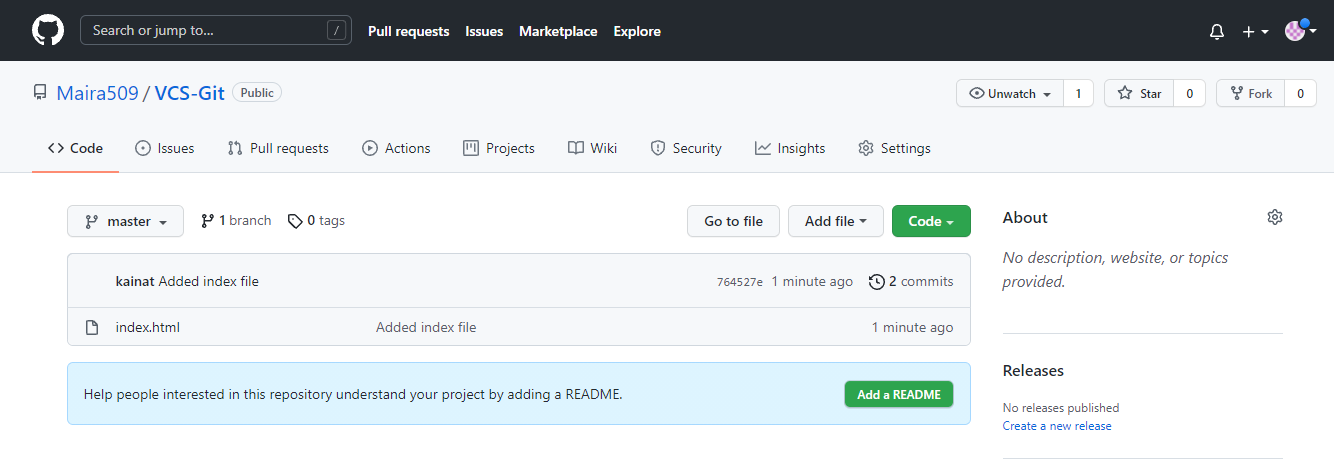 Search or jump to... / Pull requests Issues Marketplace Explore
Maira509 / VCS-Git Public Unwatch 1 Star 0 Fork 0
Code Issues Pull requests Actions Projects Wiki Security Insights Settings
master 1 branch 0 tags Go to file Add file Code
kainat Added index file 764527e 1 minute ago 2 commits
index.html Added index file 1 minute ago
Help people interested in this repository understand your project by adding a README. Add a README
About
No description, website, or topics
provided.
Releases
No releases published
Create a new release